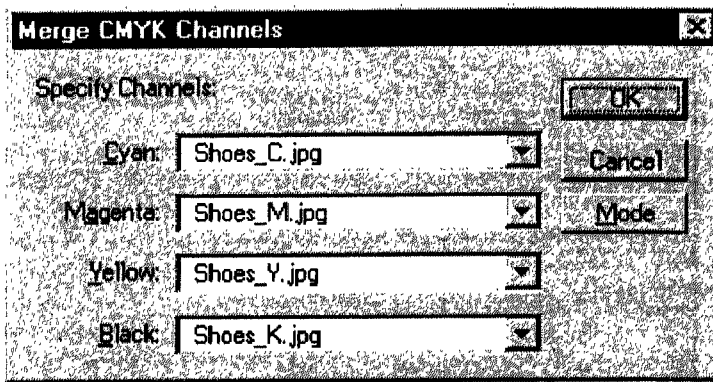 Merge CMYK Channels
Specify Channels:
OK
Cyan: Shoes_C.jpg
Cancel
Magenta: Shoes_M.jpg
Mode
Yellow: Shoes_Y.jpg
Black: Shoes_K.jpg